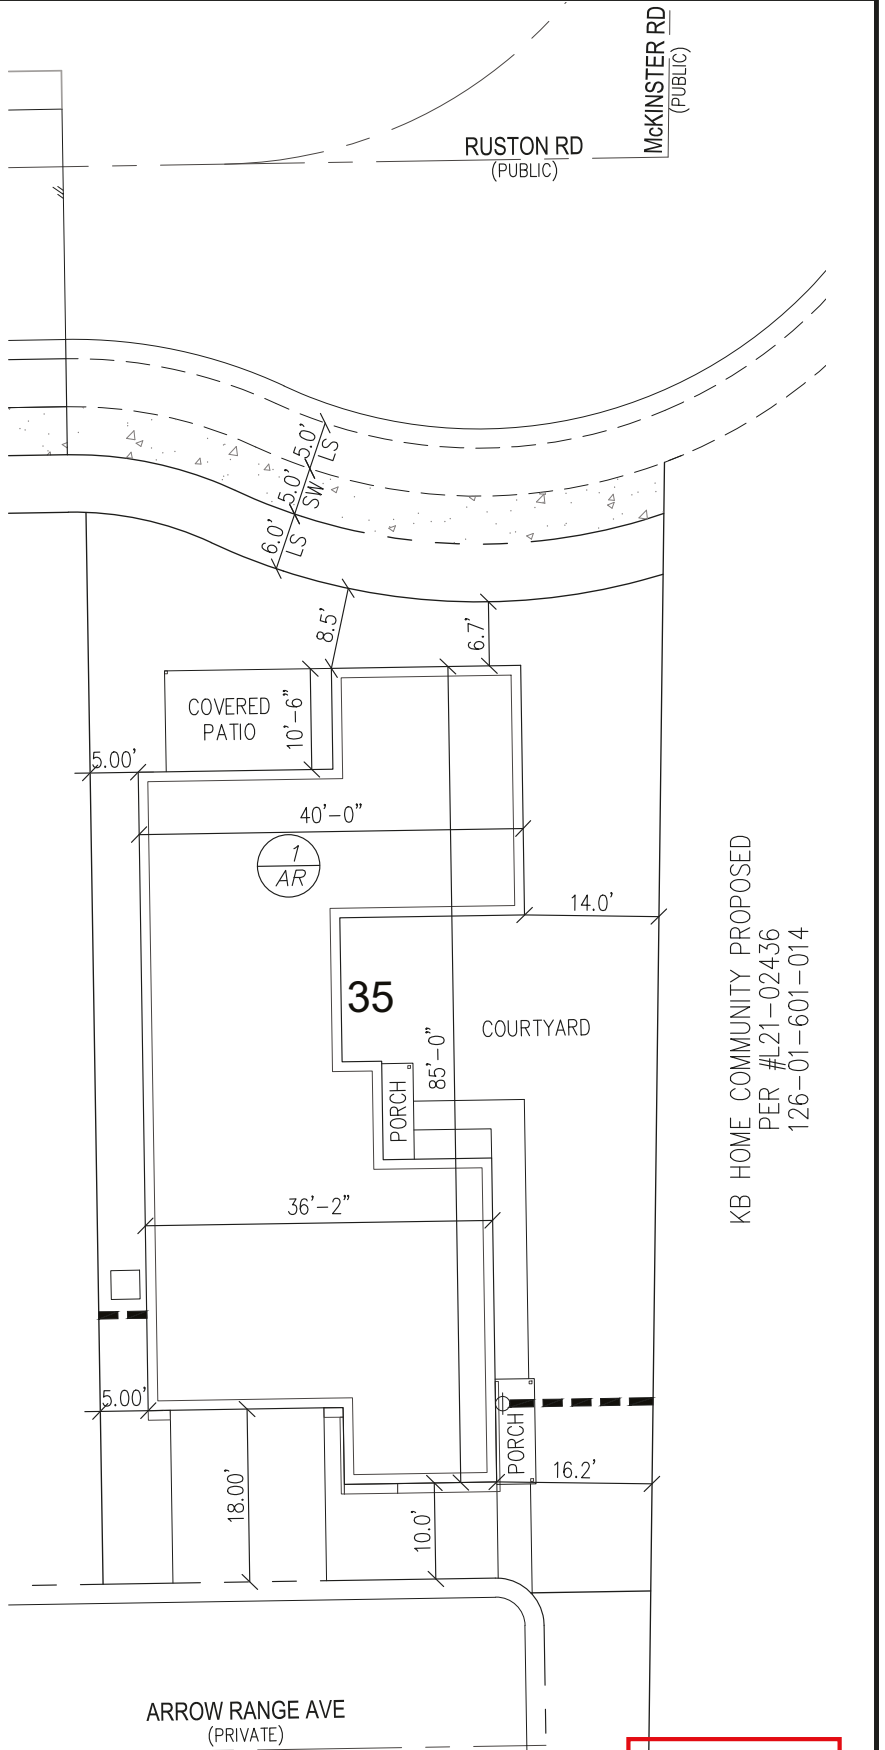 McKINSTER RD
(PUBLIC)
RUSTON RD
(PUBLIC)
5.0'
LS
5.0'
SW
6.0'
LS
8.5'
6.7'
COVERED
PATIO
10'-6"
5.00'
40'-0"
1
AR
14.0'
35
COURTYARD
85'-0"
PORCH
KB HOME COMMUNITY PROPOSED
PER #L21-02436
126-01-601-014
36'-2"
5.00'
PORCH
16.2'
18.00'
10.0'
ARROW RANGE AVE
(PRIVATE)